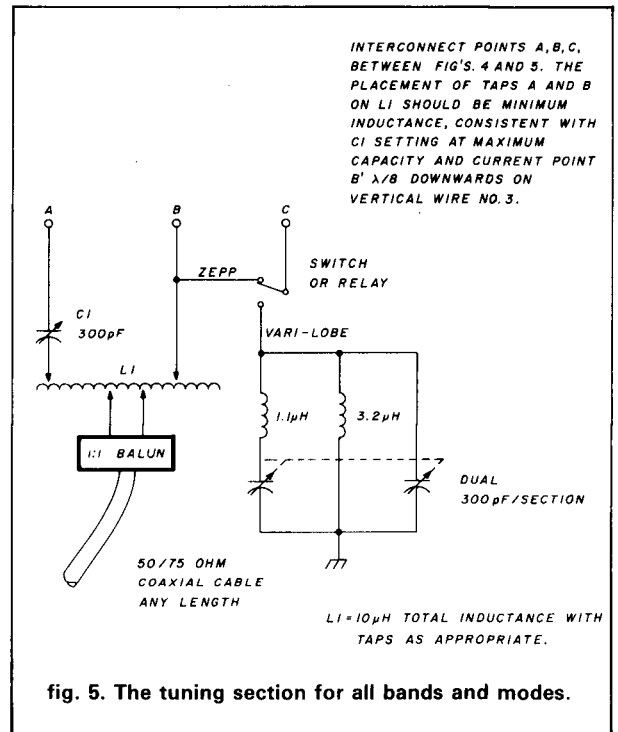 INTERCONNECT POINTS A,B,C,
BETWEEN FIG'S. 4 AND 5. THE
PLACEMENT OF TAPS A AND B
ON L1 SHOULD BE MINIMUM
INDUCTANCE, CONSISTENT WITH
C1 SETTING AT MAXIMUM
CAPACITY AND CURRENT POINT
B' λ/8 DOWNWARDS ON
VERTICAL WIRE NO. 3.
A
B
C
ZEPP
SWITCH
OR RELAY
C1
300pF
VARI-LOBE
L1
1.1μH
3.2μH
1:1 BALUN
DUAL
300pF/SECTION
50/75 OHM
COAXIAL CABLE
ANY LENGTH
L1=10μH TOTAL INDUCTANCE WITH
TAPS AS APPROPRIATE.
fig. 5. The tuning section for all bands and modes.